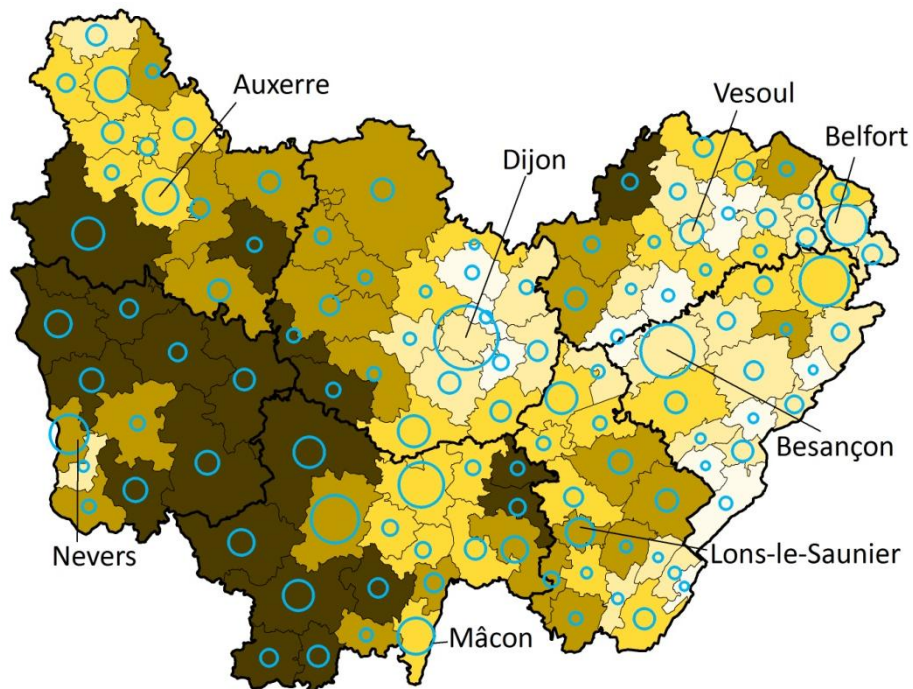 Auxerre
Vesoul
Belfort
Dijon
Besançon
Nevers
Lons-le-Saunier
Mâcon